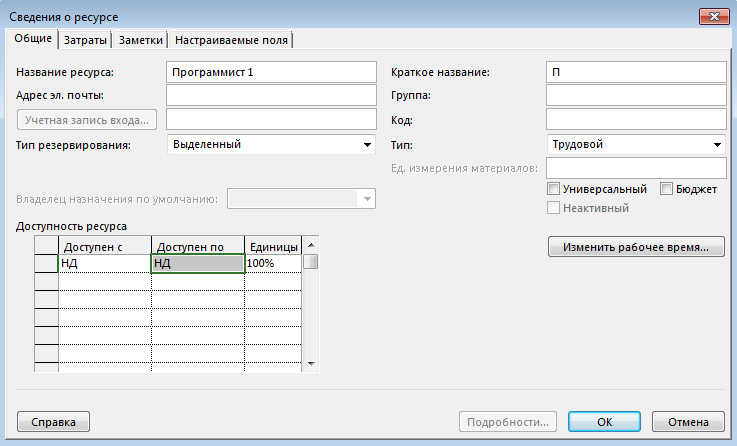 Сведения о ресурсе
Общие Затраты Заметки Настраиваемые поля
Название ресурса: Программист 1 Краткое название: П
Адрес эл. почты: Группа:
Учетная запись входа... Код:
Тип резервирования: Выделенный Тип: Трудовой
Ед. измерения материалов:
Универсальный Бюджет
Владелец назначения по умолчанию:
Неактивный
Доступность ресурса
Доступен с Доступен по Единицы Изменить рабочее время...
НД НД 100%
Справка Подробности... ОК Отмена